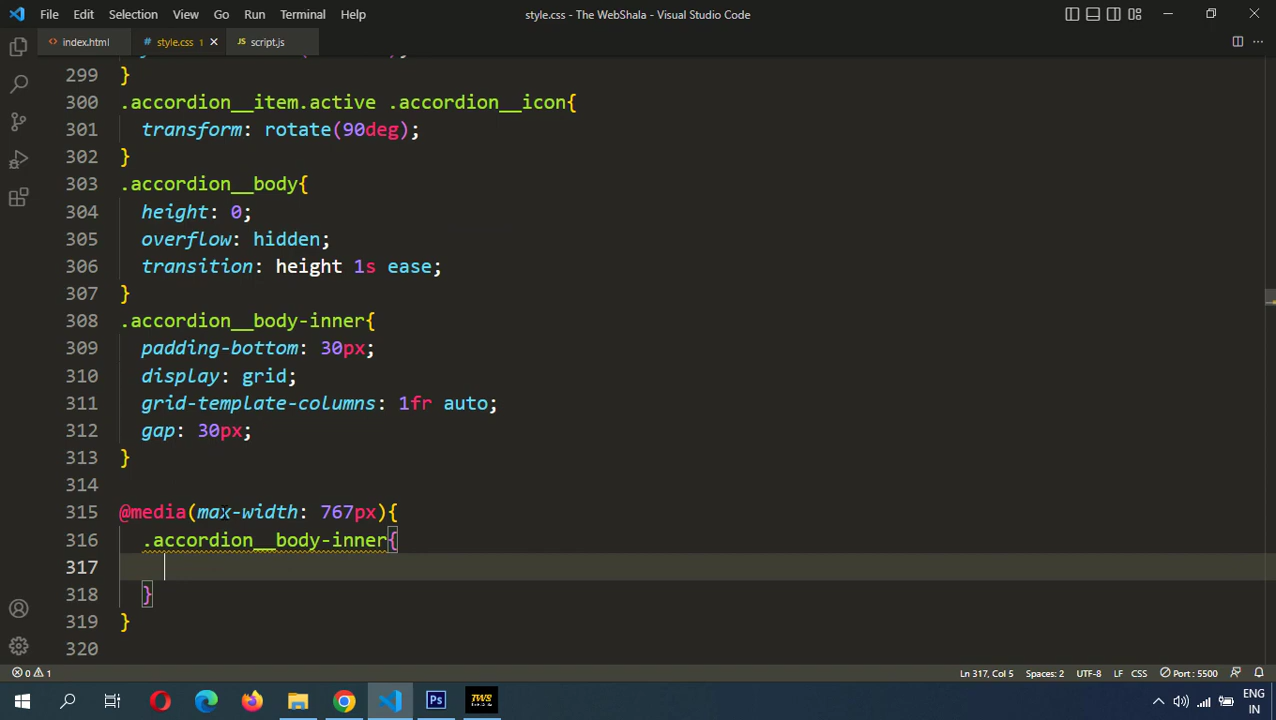 File Edit Selection View Go Run Terminal Help style.css - The WebShala - Visual Studio Code
index.html style.css 1 JS script.js
299 }
300 .accordion__item.active .accordion__icon{
301 transform: rotate(90deg);
302 }
303 .accordion__body{
304 height: 0;
305 overflow: hidden;
306 transition: height 1s ease;
307 }
308 .accordion__body-inner{
309 padding-bottom: 30px;
310 display: grid;
311 grid-template-columns: 1fr auto;
312 gap: 30px;
313 }
314
315 @media(max-width: 767px){
316 .accordion__body-inner{
317
318 }
319 }
320
0 1 Ln 317, Col 5 Spaces: 2 UTF-8 LF CSS Port : 5500
Ps TWS ENG
IN